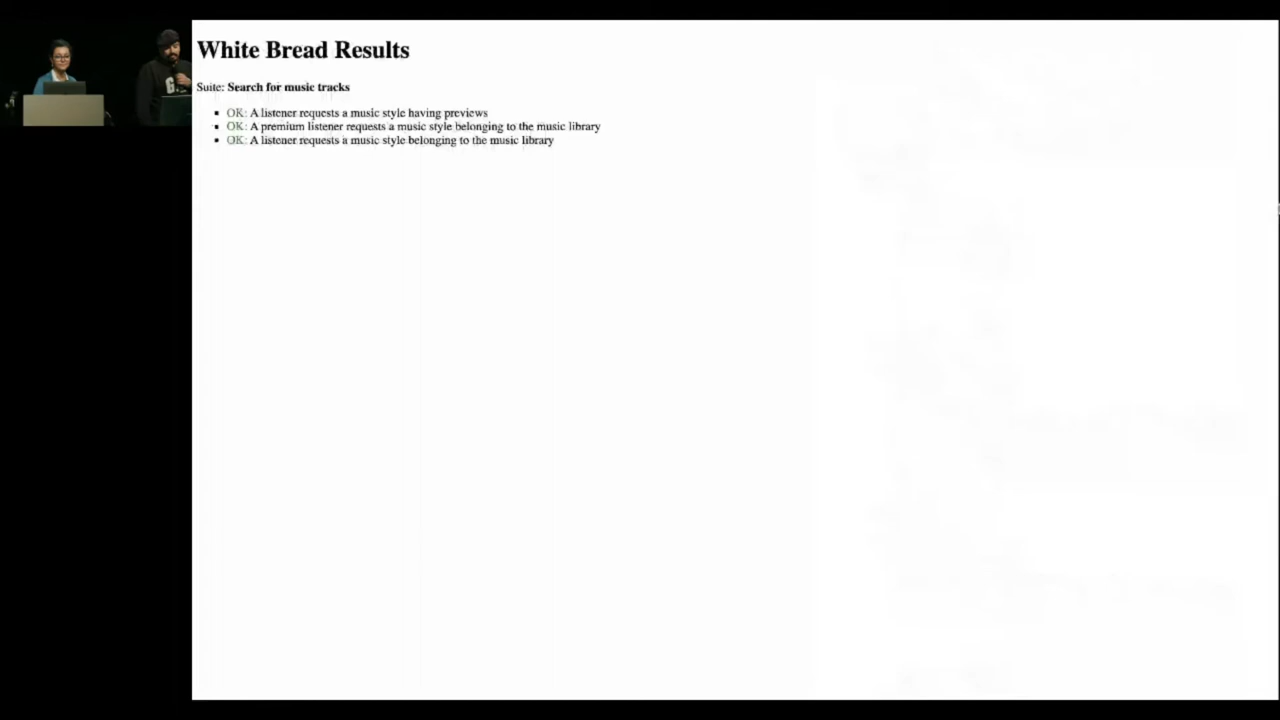 White Bread Results
Suite: Search for music tracks
OK: A listener requests a music style having previews
OK: A premium listener requests a music style belonging to the music library
OK: A listener requests a music style belonging to the music library